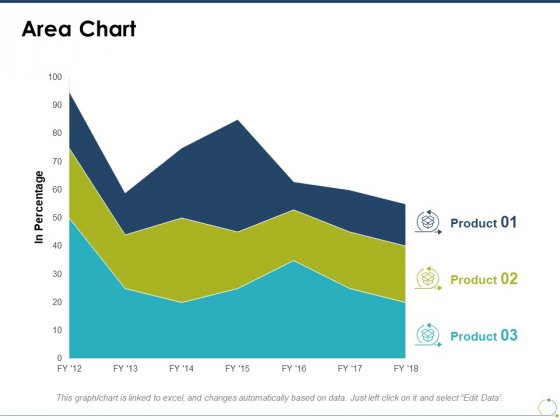 Area Chart
In Percentage
100
90
80
70
60
50
40
30
20
10
0
FY '12 FY '13 FY '14 FY '15 FY '16 FY '17 FY '18
Product 01
Product 02
Product 03
This graph/chart is linked to excel, and changes automatically based on data. Just left click on it and select “Edit Data’.